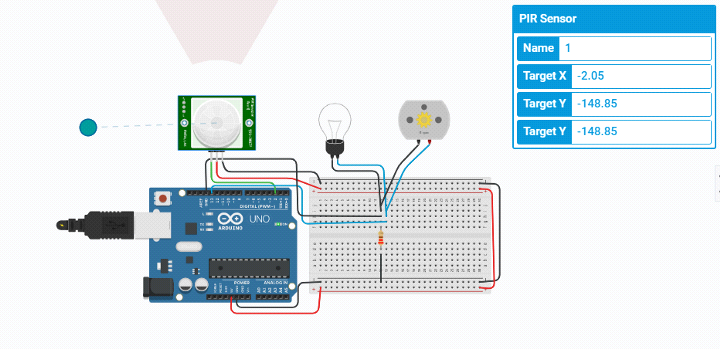 PIR Sensor
Name 1
Target X -2.05
Target Y -148.85
Target Y -148.85
DIGITAL (PWM~)
UNO
ARDUINO
POWER
ANALOG IN